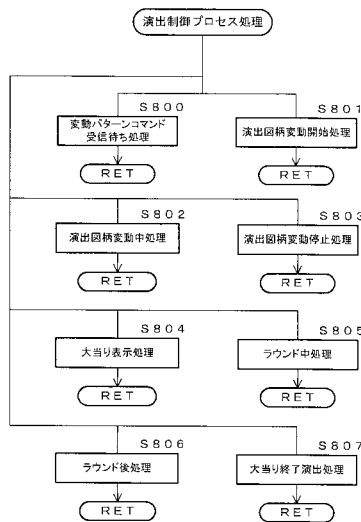 演出制御プロセス処理
S800
S801
変動パターンコマンド
受信待ち処理
演出図柄変動開始処理
RET
RET
S802
S803
演出図柄変動中処理
演出図柄変動停止処理
RET
RET
S804
S805
大当り表示処理
ラウンド中処理
RET
RET
S806
S807
ラウンド後処理
大当り終了演出処理
RET
RET